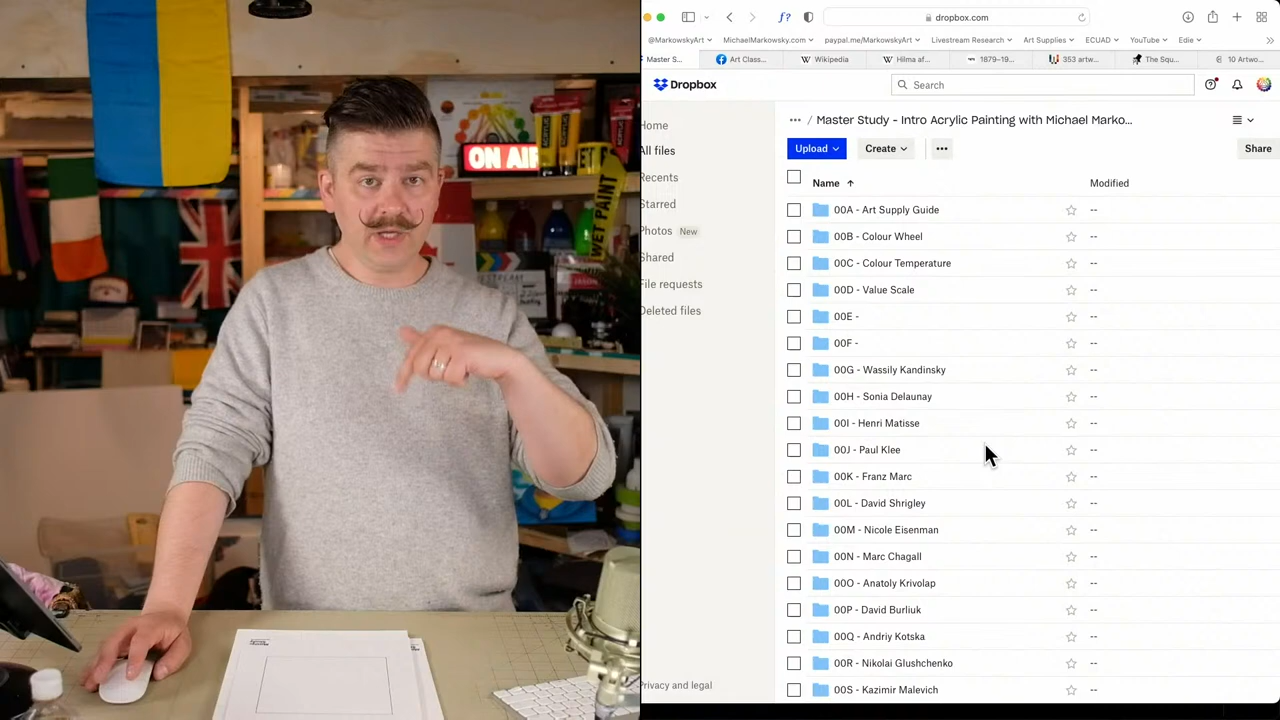 ON AIR
WET PAINT
dropbox.com
@MarkowskyArt
MichaelMarkowsky.com
paypal.me/MarkowskyArt
Livestream Research
Art Supplies
ECUAD
YouTube
Edie
Master S...
Art Class...
Wikipedia
Hilma af...
1879–19...
353 artw...
The Squ...
10 Artwo...
Dropbox
Search
Home
All files
Recents
Starred
Photos New
Shared
File requests
Deleted files
Privacy and legal
••• / Master Study - Intro Acrylic Painting with Michael Marko...
Upload
Create
Share
Name
Modified
00A - Art Supply Guide --
00B - Colour Wheel --
00C - Colour Temperature --
00D - Value Scale --
00E - --
00F - --
00G - Wassily Kandinsky --
00H - Sonia Delaunay --
00I - Henri Matisse --
00J - Paul Klee --
00K - Franz Marc --
00L - David Shrigley --
00M - Nicole Eisenman --
00N - Marc Chagall --
00O - Anatoly Krivolap --
00P - David Burliuk --
00Q - Andriy Kotska --
00R - Nikolai Glushchenko --
00S - Kazimir Malevich --